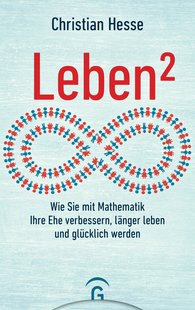 Christian Hesse
Leben²
Wie Sie mit Mathematik
Ihre Ehe verbessern, länger leben
und glücklich werden
G